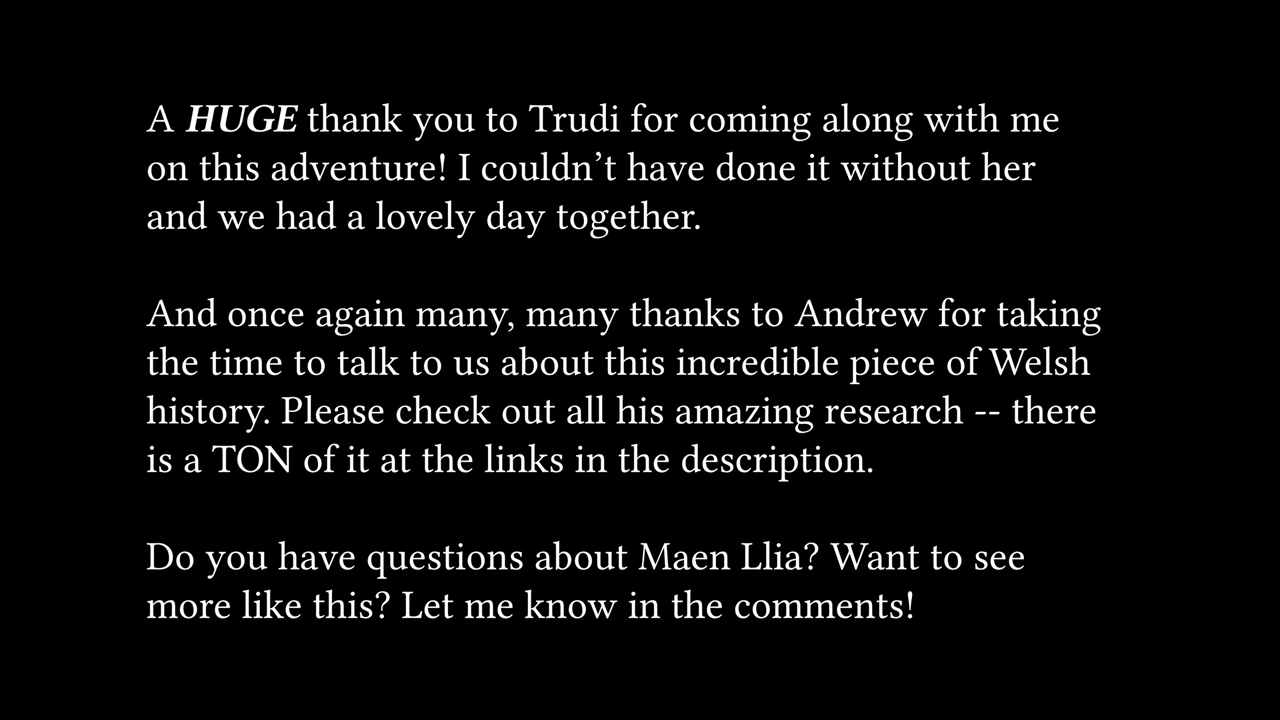 A HUGE thank you to Trudi for coming along with me
on this adventure! I couldn’t have done it without her
and we had a lovely day together.
And once again many, many thanks to Andrew for taking
the time to talk to us about this incredible piece of Welsh
history. Please check out all his amazing research -- there
is a TON of it at the links in the description.
Do you have questions about Maen Llia? Want to see
more like this? Let me know in the comments!